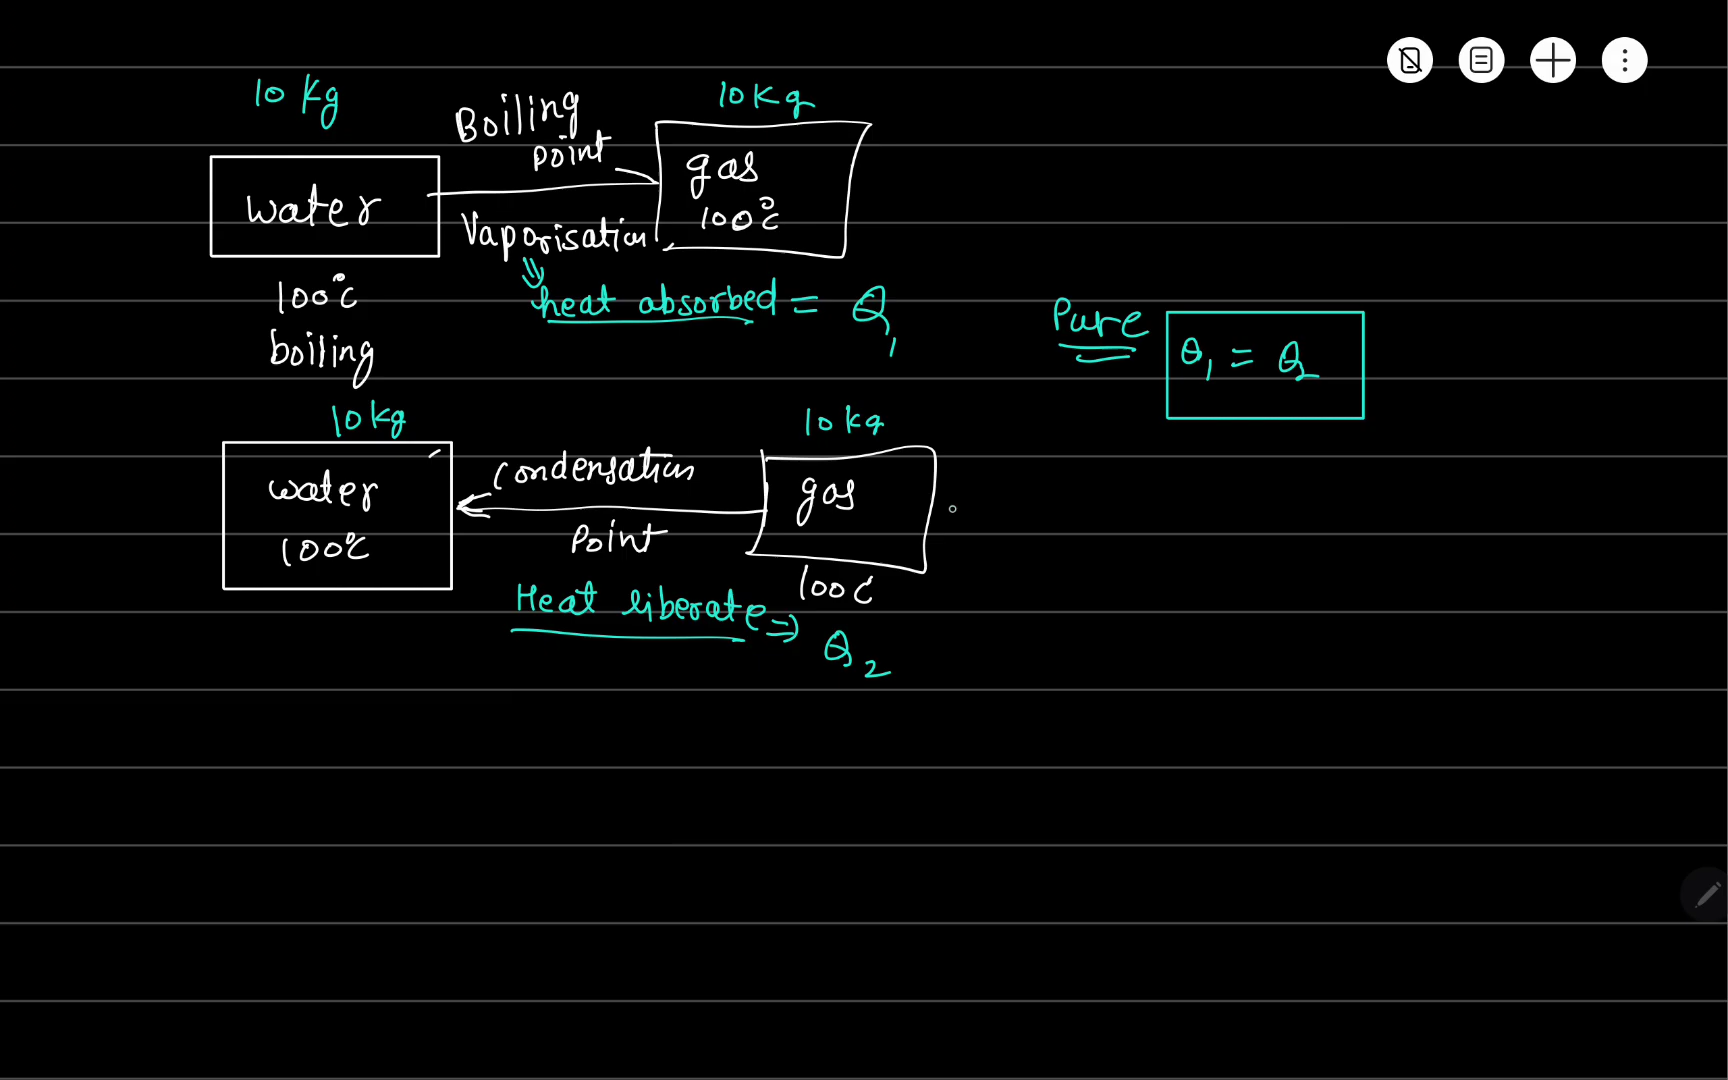 10 Kg
Boiling
point
10 Kg
water
gas
100°C
Vaporisation
100°C
boiling
heat absorbed = Q1
Pure
Q1 = Q2
10 kg
10 kg
water
100°C
Condensation
Point
gas
100 C
Heat liberate ⇒ Q2